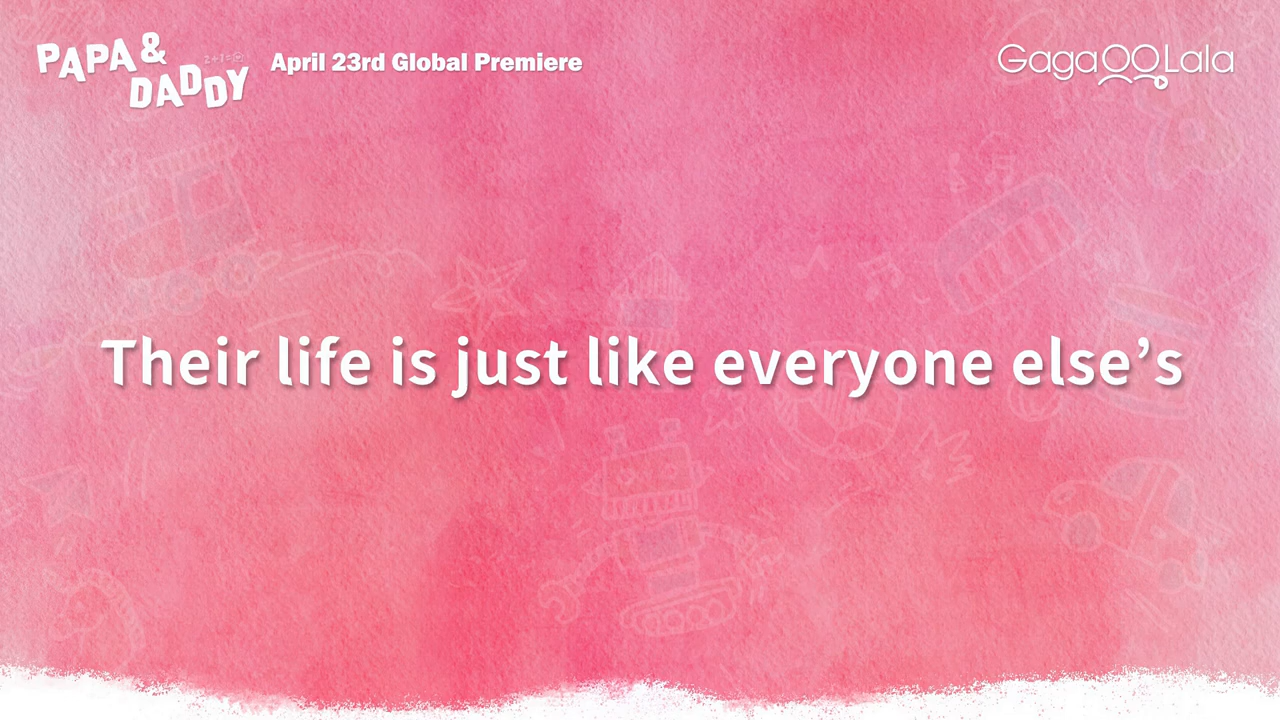 PAPA &
DADDY
April 23rd Global Premiere
GagaOOLala
Their life is just like everyone else’s